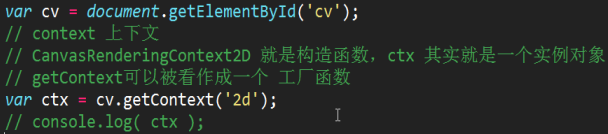 var cv = document.getElementById('cv');
// context 上下文
// CanvasRenderingContext2D 就是构造函数，ctx 其实就是一个实例对象
// getContext可以被看作成一个 工厂函数
var ctx = cv.getContext('2d');
// console.log( ctx );